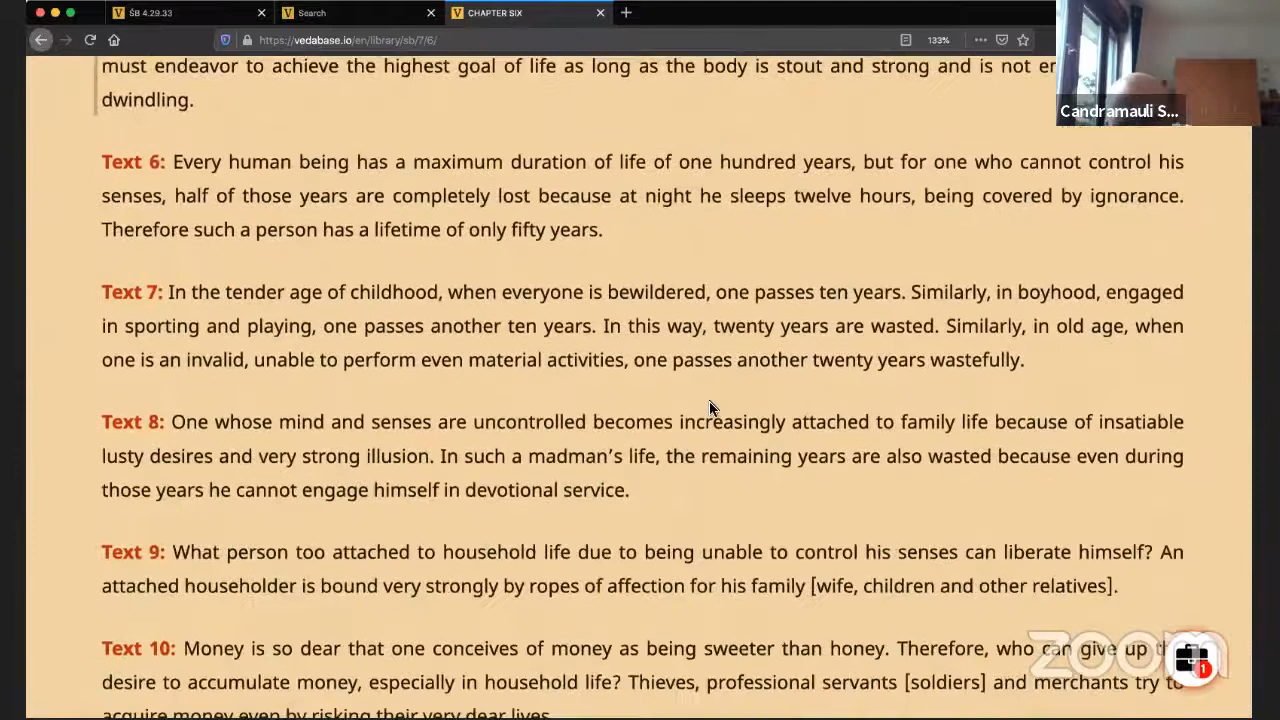 ŚB 4.29.33
Search
CHAPTER SIX
https://vedabase.io/en/library/sb/7/6/
133%
Candramauli S...
must endeavor to achieve the highest goal of life as long as the body is stout and strong and is not
dwindling.
Text 6: Every human being has a maximum duration of life of one hundred years, but for one who cannot control his
senses, half of those years are completely lost because at night he sleeps twelve hours, being covered by ignorance.
Therefore such a person has a lifetime of only fifty years.
Text 7: In the tender age of childhood, when everyone is bewildered, one passes ten years. Similarly, in boyhood, engaged
in sporting and playing, one passes another ten years. In this way, twenty years are wasted. Similarly, in old age, when
one is an invalid, unable to perform even material activities, one passes another twenty years wastefully.
Text 8: One whose mind and senses are uncontrolled becomes increasingly attached to family life because of insatiable
lusty desires and very strong illusion. In such a madman’s life, the remaining years are also wasted because even during
those years he cannot engage himself in devotional service.
Text 9: What person too attached to household life due to being unable to control his senses can liberate himself? An
attached householder is bound very strongly by ropes of affection for his family [wife, children and other relatives].
Text 10: Money is so dear that one conceives of money as being sweeter than honey. Therefore, who can give up
desire to accumulate money, especially in household life? Thieves, professional servants [soldiers] and merchants try to
acquire money even by risking their very dear lives.
zoom
1